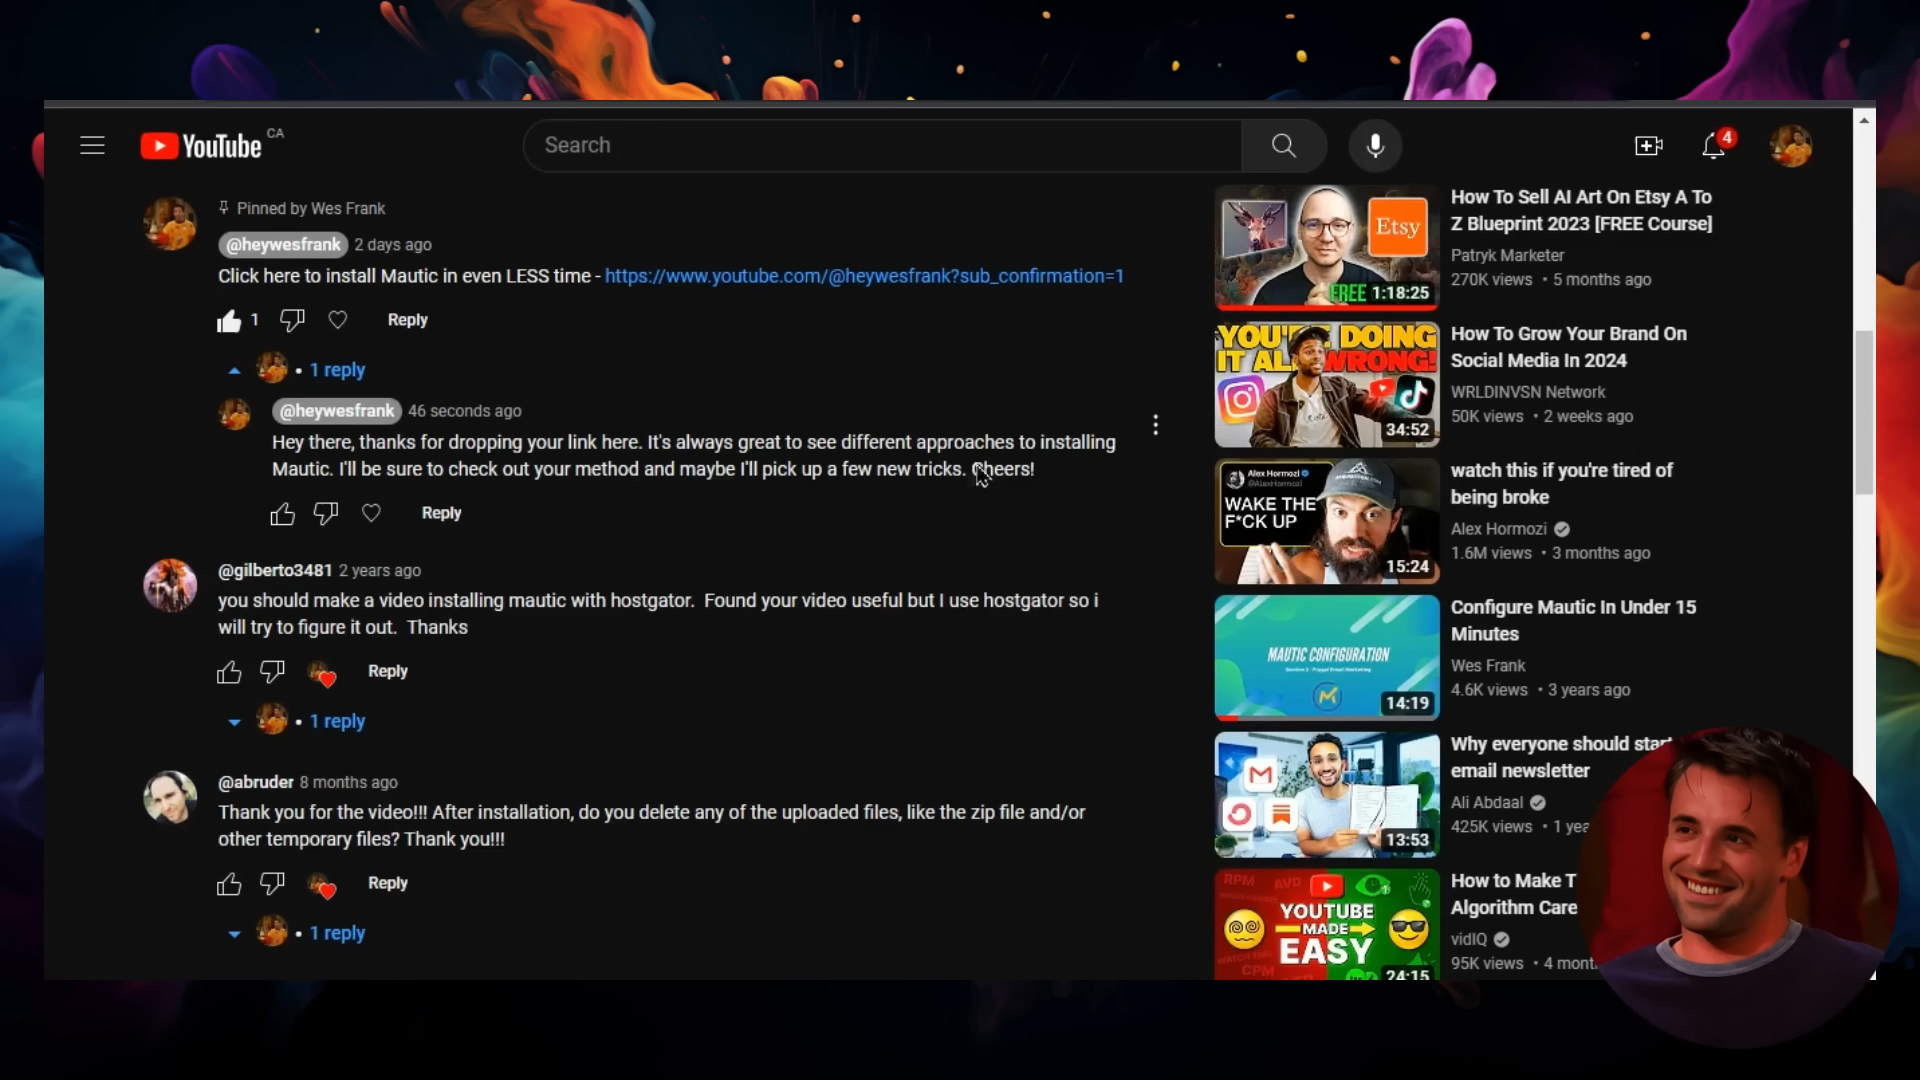 YouTube CA
Search
4
Pinned by Wes Frank
@heywesfrank 2 days ago
Click here to install Mautic in even LESS time - https://www.youtube.com/@heywesfrank?sub_confirmation=1
1
Reply
• 1 reply
@heywesfrank 46 seconds ago
Hey there, thanks for dropping your link here. It's always great to see different approaches to installing
Mautic. I'll be sure to check out your method and maybe I'll pick up a few new tricks. Cheers!
Reply
@gilberto3481 2 years ago
you should make a video installing mautic with hostgator.  Found your video useful but I use hostgator so i
will try to figure it out.  Thanks
Reply
• 1 reply
@abruder 8 months ago
Thank you for the video!!! After installation, do you delete any of the uploaded files, like the zip file and/or
other temporary files? Thank you!!!
Reply
• 1 reply
Etsy
FREE 1:18:25
How To Sell AI Art On Etsy A To
Z Blueprint 2023 [FREE Course]
Patryk Marketer
270K views • 5 months ago
YOU'RE DOING
IT ALL WRONG!
34:52
How To Grow Your Brand On
Social Media In 2024
WRLDINVSN Network
50K views • 2 weeks ago
Alex Hormozi
@AlexHormozi
WAKE THE
F*CK UP
15:24
watch this if you're tired of
being broke
Alex Hormozi
1.6M views • 3 months ago
MAUTIC CONFIGURATION
14:19
Configure Mautic In Under 15
Minutes
Wes Frank
4.6K views • 3 years ago
13:53
Why everyone should start
email newsletter
Ali Abdaal
425K views • 1 yea
RPM AVD
YOUTUBE
MADE
EASY
CPM
24:15
How to Make T
Algorithm Care
vidIQ
95K views • 4 mont